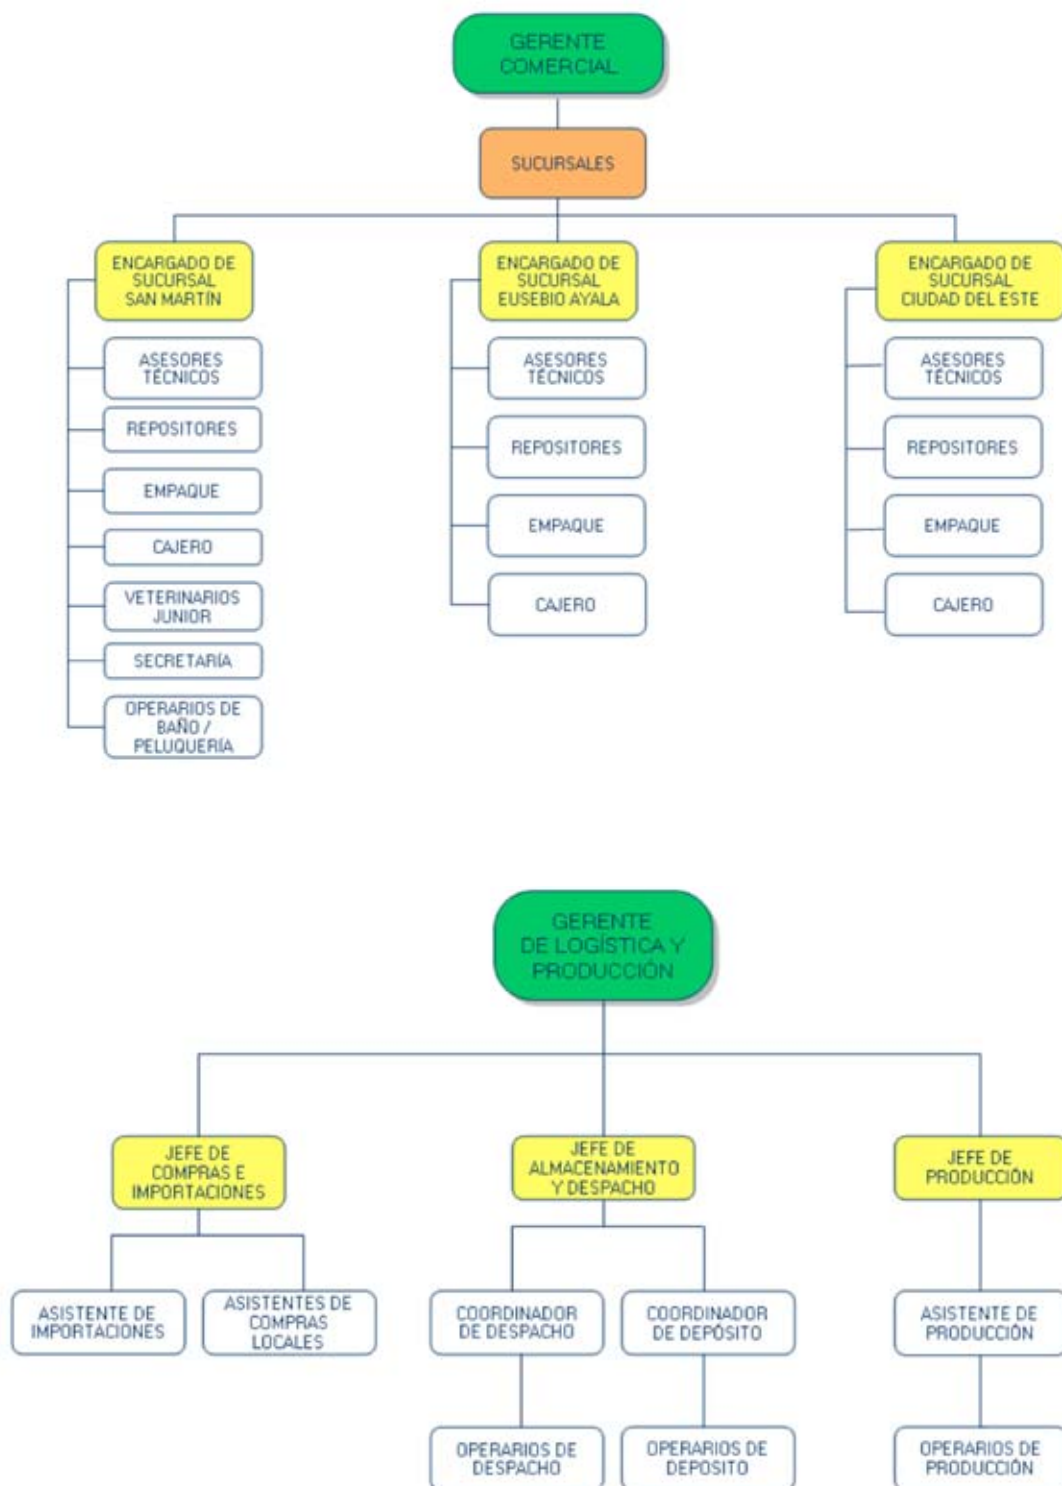 GERENTE
COMERCIAL
SUCURSALES
ENCARGADO DE
SUCURSAL
SAN MARTÍN
ASESORES
TÉCNICOS
REPOSITORES
EMPAQUE
CAJERO
VETERINARIOS
JUNIOR
SECRETARÍA
OPERARIOS DE
BAÑO /
PELUQUERÍA
ENCARGADO DE
SUCURSAL
EUSEBIO AYALA
ASESORES
TÉCNICOS
REPOSITORES
EMPAQUE
CAJERO
ENCARGADO DE
SUCURSAL
CIUDAD DEL ESTE
ASESORES
TÉCNICOS
REPOSITORES
EMPAQUE
CAJERO
GERENTE
DE LOGÍSTICA Y
PRODUCCIÓN
JEFE DE
COMPRAS E
IMPORTACIONES
ASISTENTE DE
IMPORTACIONES
ASISTENTES DE
COMPRAS
LOCALES
JEFE DE
ALMACENAMIENTO
Y DESPACHO
COORDINADOR
DE DESPACHO
OPERARIOS DE
DESPACHO
COORDINADOR
DE DEPÓSITO
OPERARIOS DE
DEPOSITO
JEFE DE
PRODUCCIÓN
ASISTENTE DE
PRODUCCIÓN
OPERARIOS DE
PRODUCCIÓN